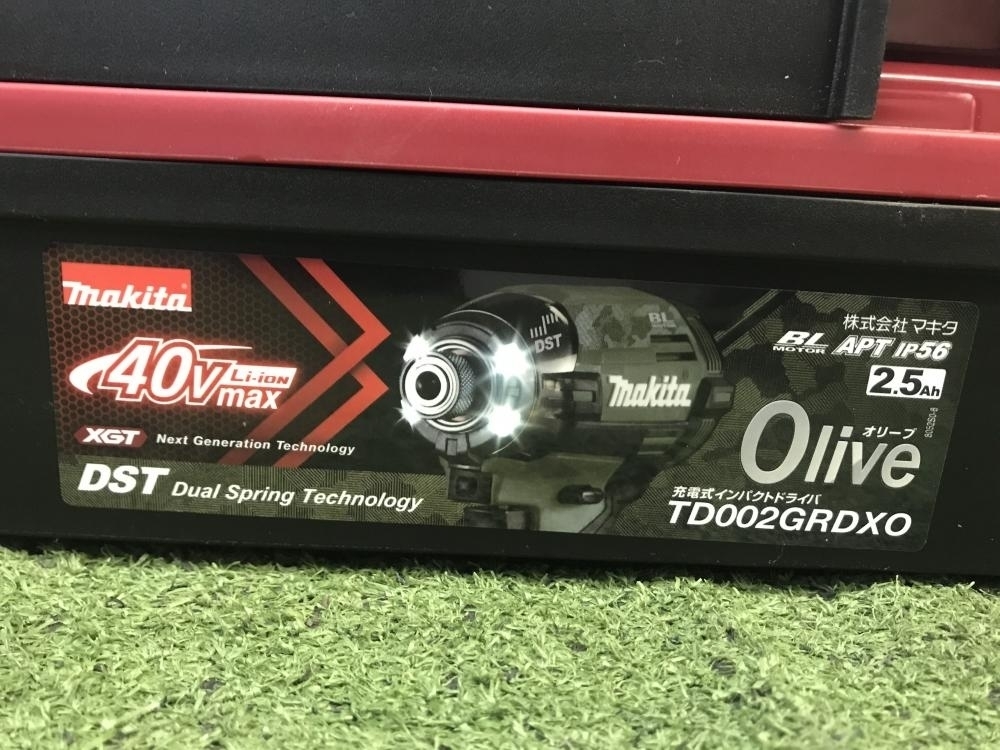 makita
40Vmax Li-ion
XGT Next Generation Technology
DST Dual Spring Technology
DST
BL
makita
株式会社マキタ
BL MOTOR APT IP56
2.5Ah
オリーブ
Olive
充電式インパクトドライバ
TD002GRDXO